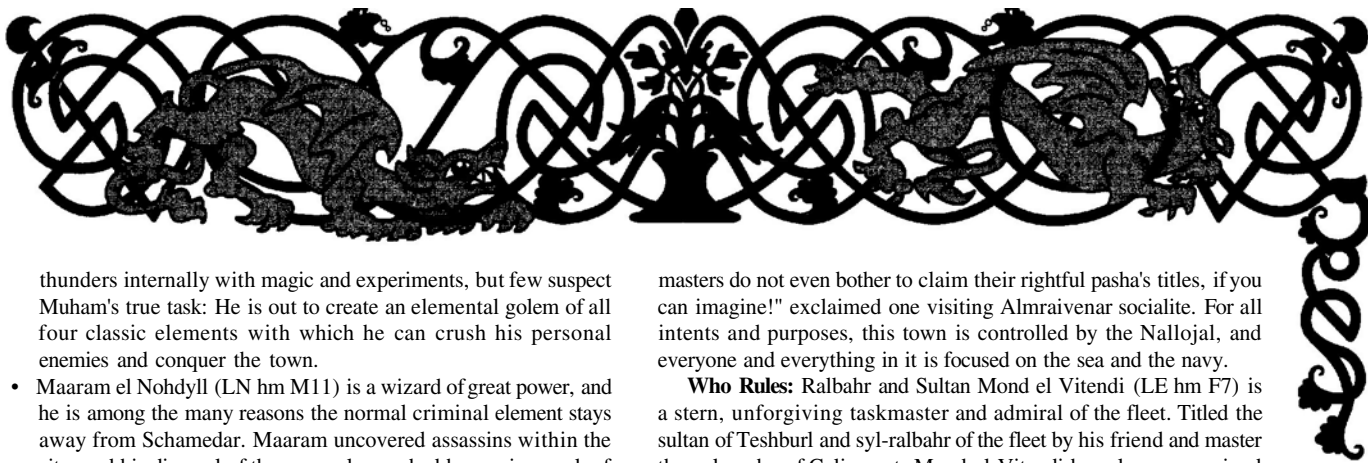 thunders internally with magic and experiments, but few suspect
Muham's true task: He is out to create an elemental golem of all
four classic elements with which he can crush his personal
enemies and conquer the town.
• Maaram el Nohdyll (LN hm M11) is a wizard of great power, and
he is among the many reasons the normal criminal element stays
away from Schamedar. Maaram uncovered assassins within the
masters do not even bother to claim their rightful pasha's titles, if you
can imagine!" exclaimed one visiting Almraivenar socialite. For all
intents and purposes, this town is controlled by the Nallojal, and
everyone and everything in it is focused on the sea and the navy.
Who Rules: Ralbahr and Sultan Mond el Vitendi (LE hm F7) is
a stern, unforgiving taskmaster and admiral of the fleet. Titled the
sultan of Teshburl and syl-ralbahr of the fleet by his friend and master